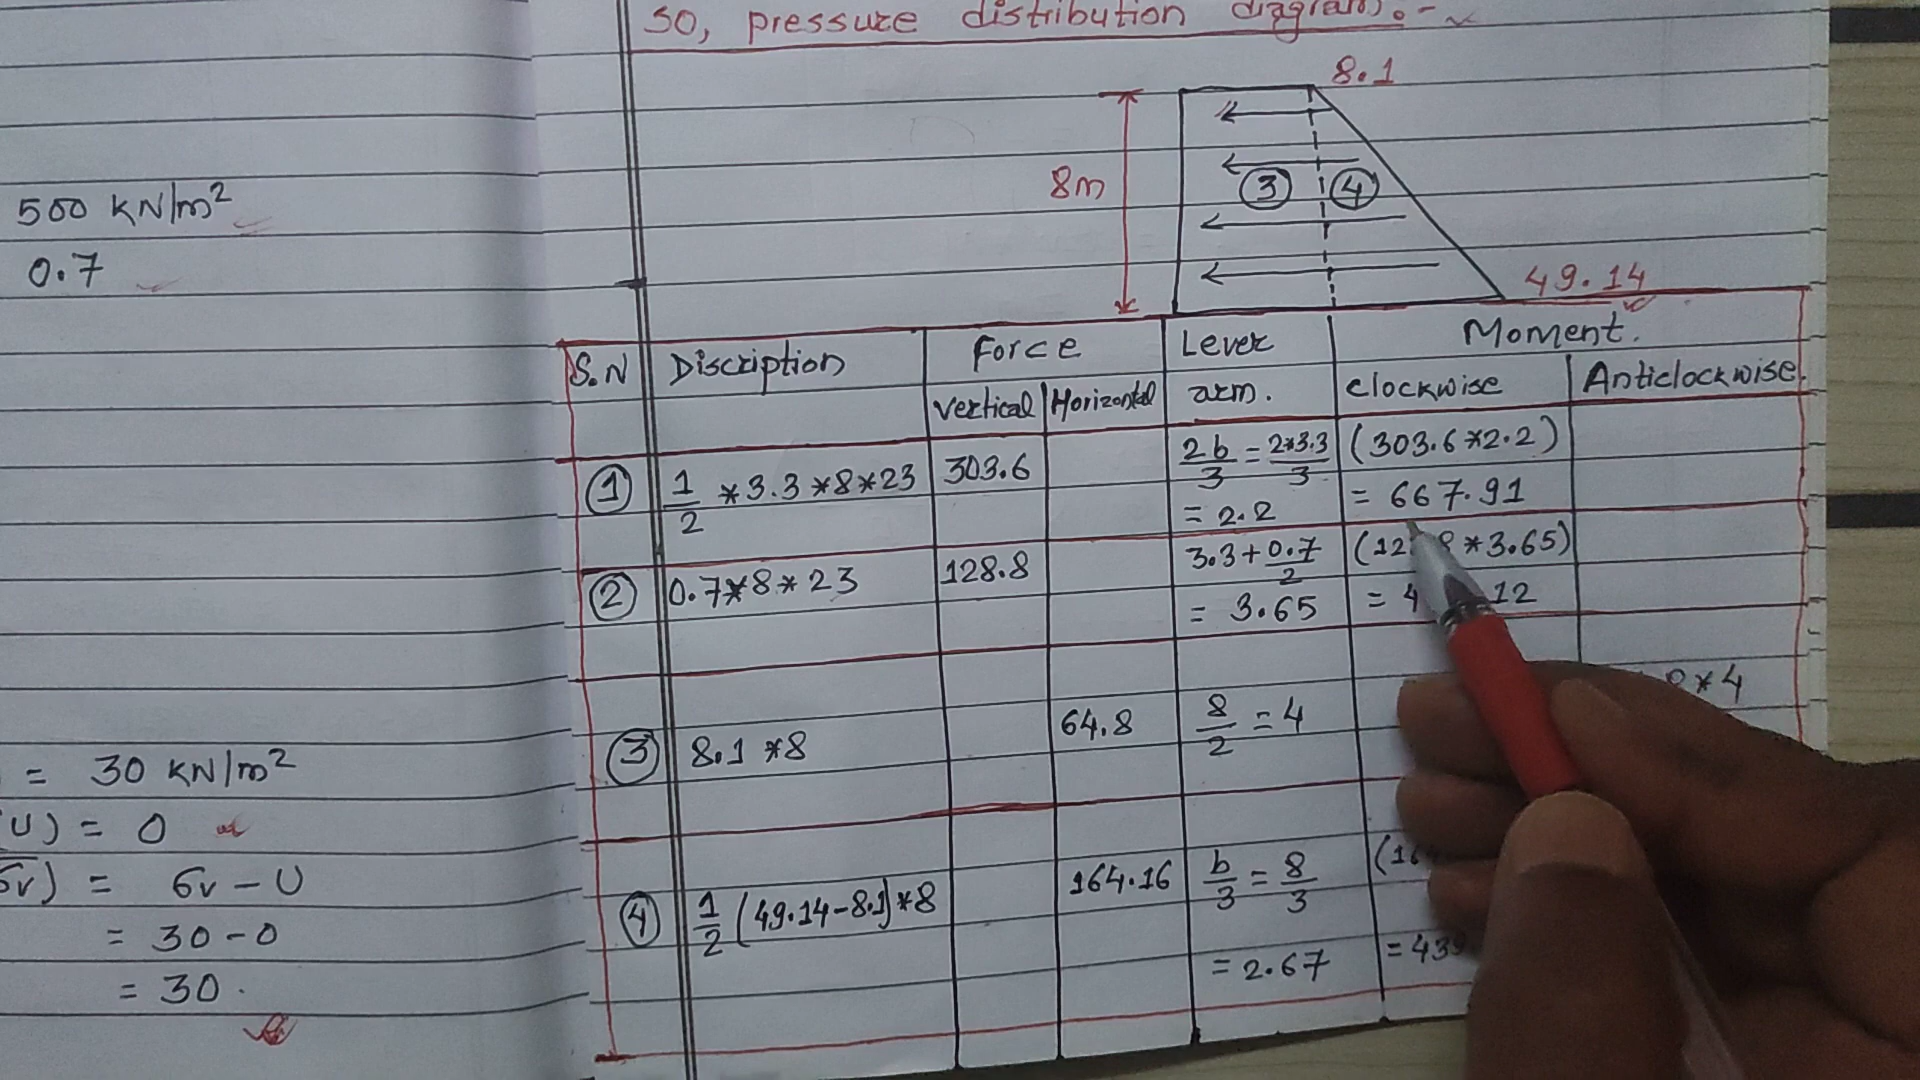 500 KN/m²
0.7
= 30 KN/m²
U) = 0
σv) = σv - U
= 30 - 0
= 30.
So, pressure distribution diagram:-
8.1
8m
③ ④
49.14
S.N Discription Force Lever arm. Moment.
Vertical Horizontal Clockwise Anticlockwise
① 1/2 *3.3*8*23 303.6 2b/3 = 2*3.3/3 (303.6*2.2)
= 2.2 = 667.91
② 0.7*8*23 128.8 3.3+0.7/2 *3.65)
= 3.65 = 4 12
③ 8.1*8 64.8 8/2 = 4 *4
④ 1/2 (49.14-8.1)*8 164.16 b/3 = 8/3
= 2.67